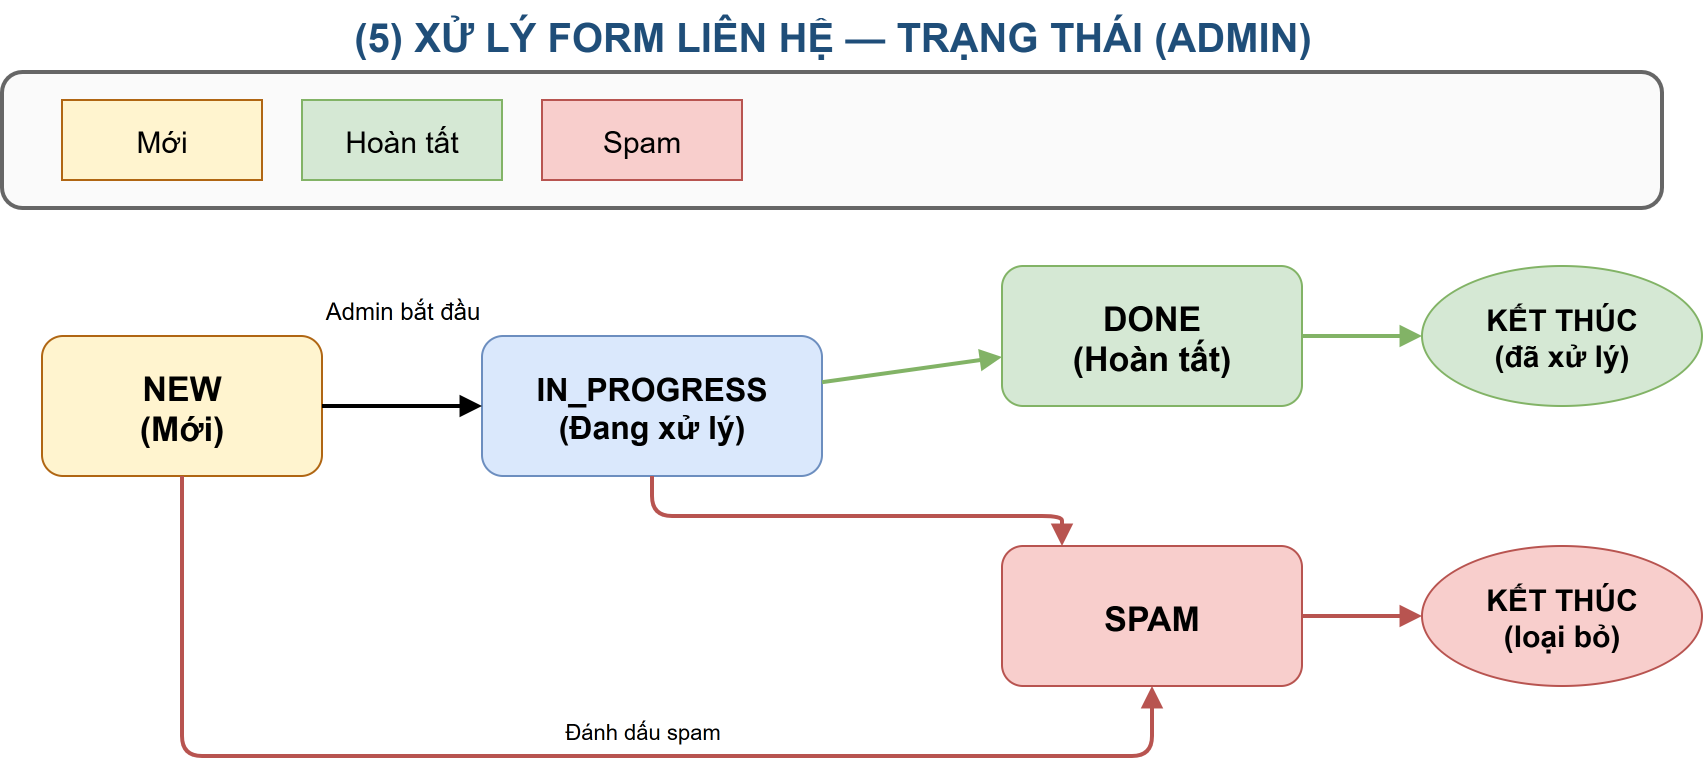 (5) XỬ LÝ FORM LIÊN HỆ — TRẠNG THÁI (ADMIN)
Mới
Hoàn tất
Spam
Admin bắt đầu
NEW
(Mới)
IN_PROGRESS
(Đang xử lý)
DONE
(Hoàn tất)
KẾT THÚC
(đã xử lý)
SPAM
KẾT THÚC
(loại bỏ)
Đánh dấu spam